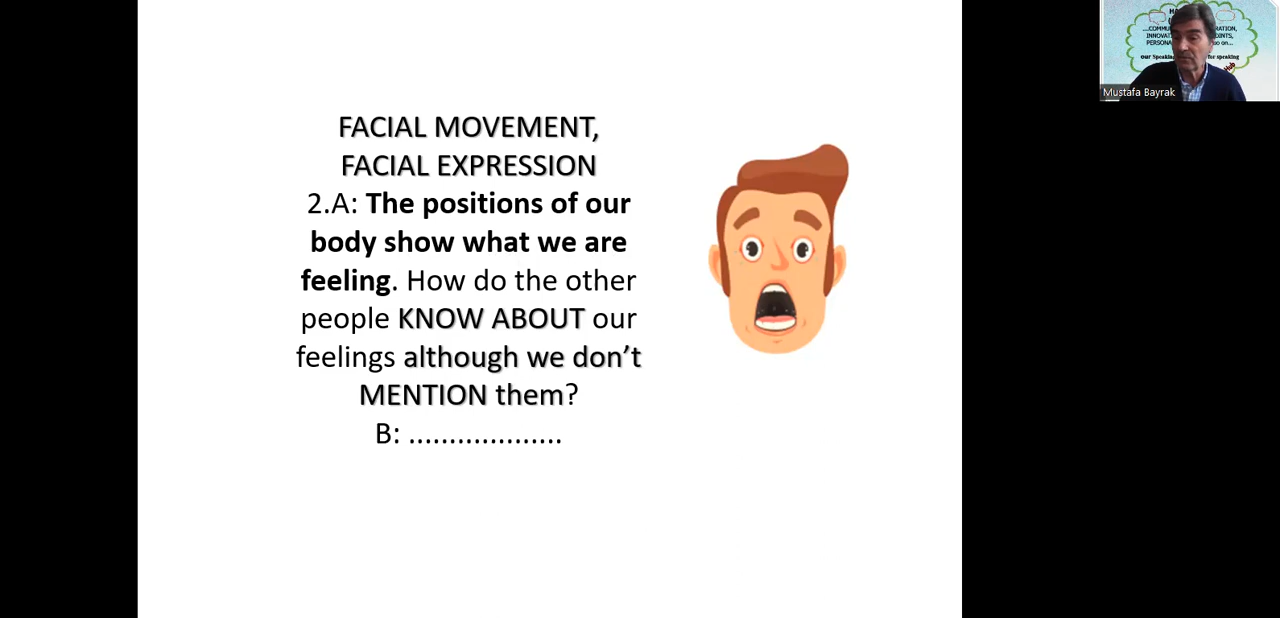 FACIAL MOVEMENT,
FACIAL EXPRESSION
2.A: The positions of our
body show what we are
feeling. How do the other
people KNOW ABOUT our
feelings although we don’t
MENTION them?
B: ...................
Mustafa Bayrak